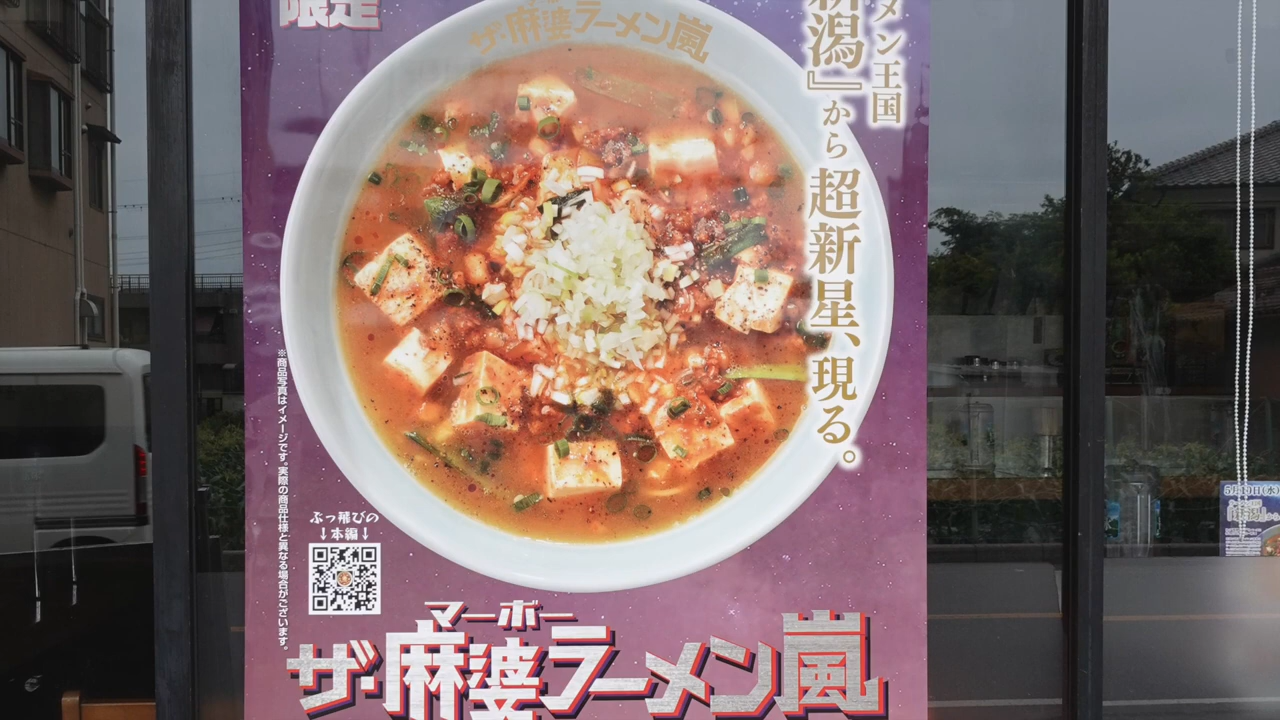 限定
ザ・麻婆ラーメン嵐
メン王国
新潟』から超新星、現る。
※商品写真はイメージです。実際の商品仕様と異なる場合がございます。
ぶっ飛びの
↓本編↓
マーボー
ザ・麻婆ラーメン嵐